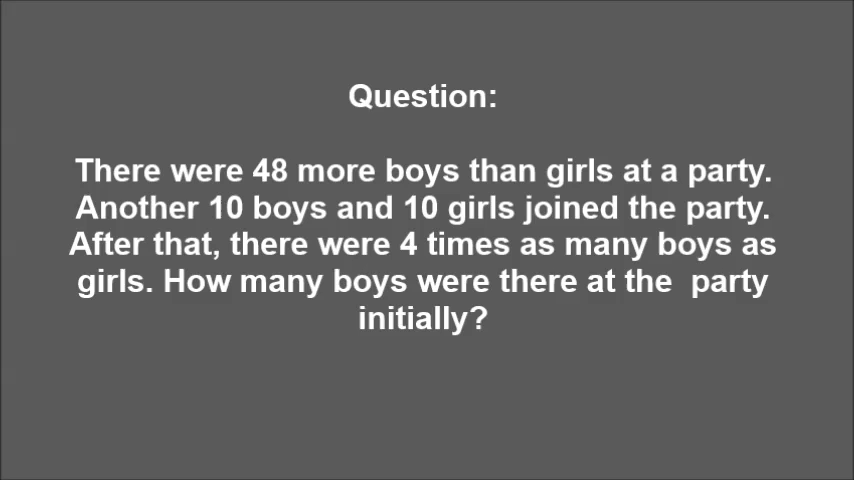 Question:
There were 48 more boys than girls at a party.
Another 10 boys and 10 girls joined the party.
After that, there were 4 times as many boys as
girls. How many boys were there at the  party
initially?